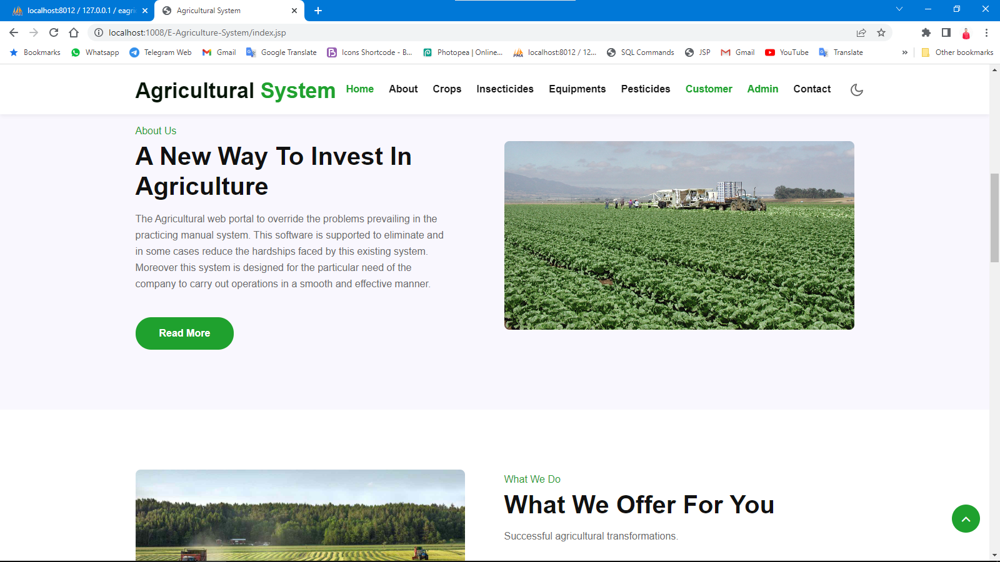 localhost:8012 / 127.0.0.1 / eagri
Agricultural System
localhost:1008/E-Agriculture-System/index.jsp
Bookmarks Whatsapp Telegram Web Gmail Google Translate Icons Shortcode - B... Photopea | Online... localhost:8012 / 12... SQL Commands JSP Gmail YouTube Translate » Other bookmarks
Agricultural System Home About Crops Insecticides Equipments Pesticides Customer Admin Contact
About Us
A New Way To Invest In
Agriculture
The Agricultural web portal to override the problems prevailing in the
practicing manual system. This software is supported to eliminate and
in some cases reduce the hardships faced by this existing system.
Moreover this system is designed for the particular need of the
company to carry out operations in a smooth and effective manner.
Read More
What We Do
What We Offer For You
Successful agricultural transformations.